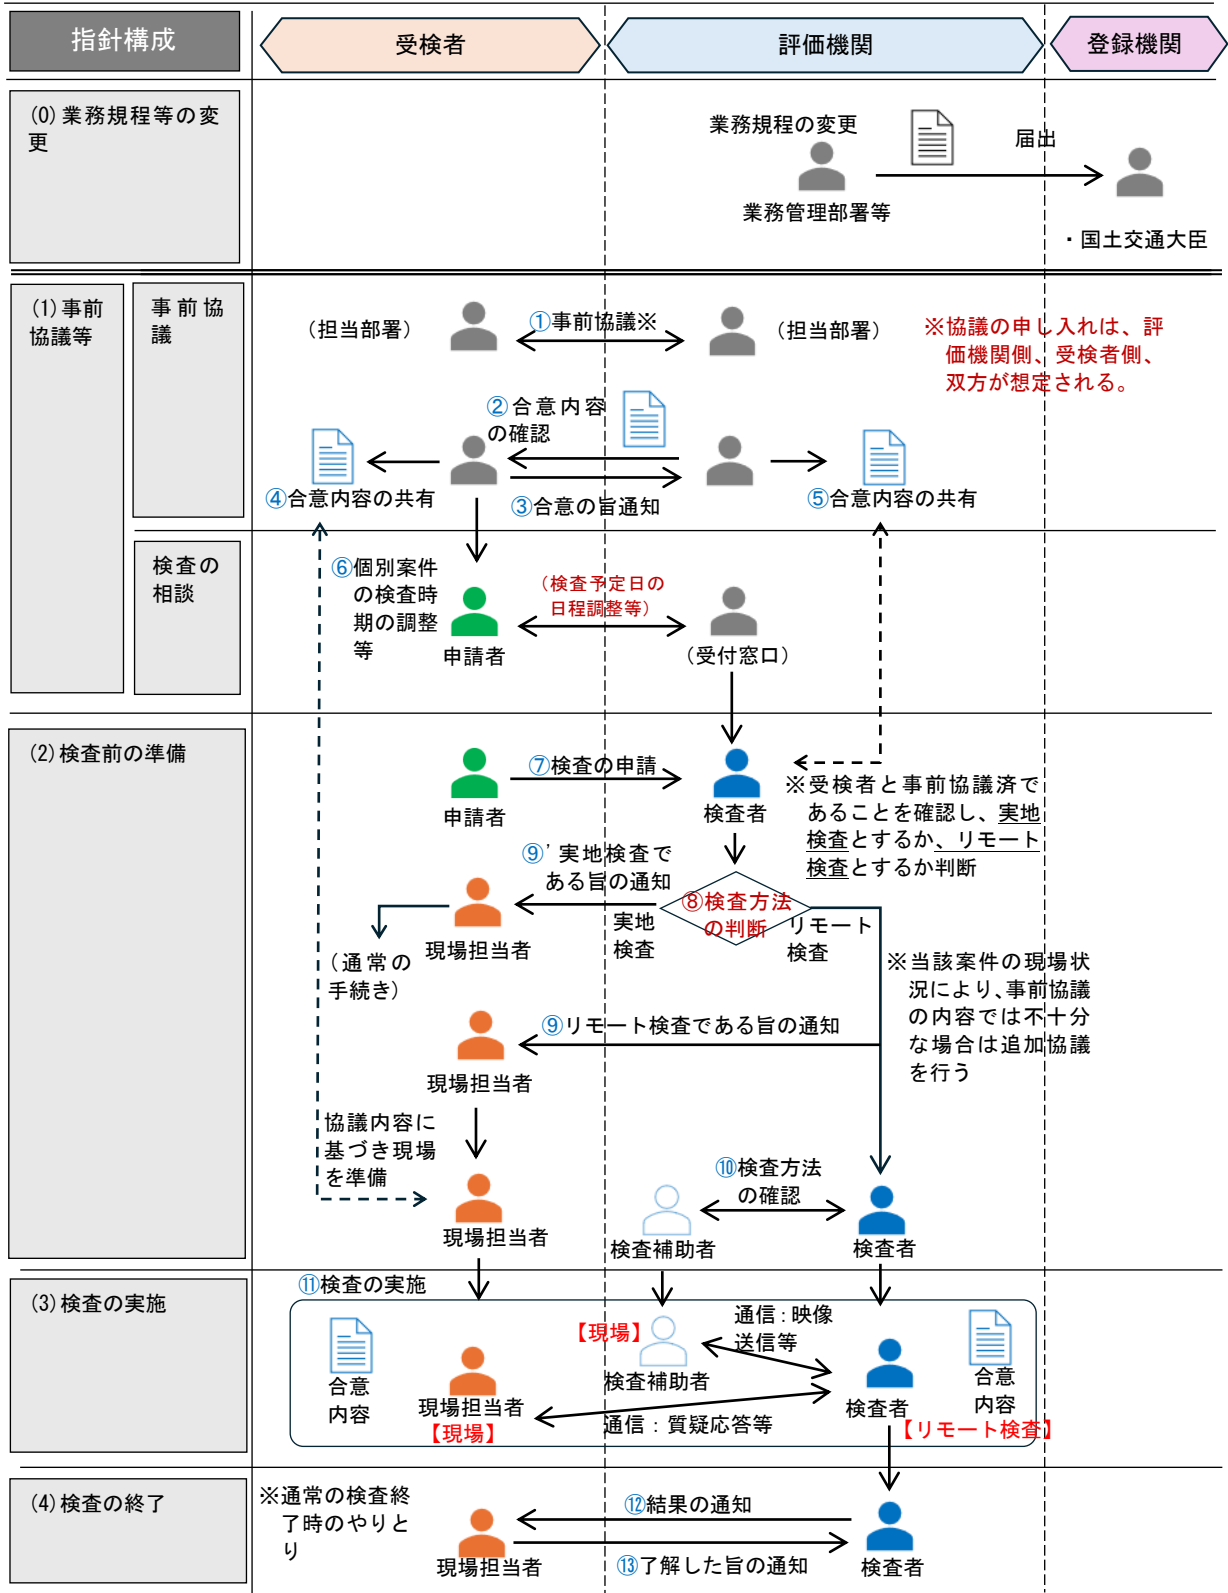 指針構成
受検者
評価機関
登録機関
(0)業務規程等の変
更
業務規程の変更
届出
業務管理部署等
・国土交通大臣
(1)事前
協議等
事前協
議
(担当部署)
①事前協議※
(担当部署)
※協議の申し入れは、評
価機関側、受検者側、
双方が想定される。
②合意内容
の確認
④合意内容の共有
③合意の旨通知
⑤合意内容の共有
検査の
相談
⑥個別案件
の検査時
期の調整
等
(検査予定日の
日程調整等)
申請者
(受付窓口)
(2)検査前の準備
⑦検査の申請
申請者
検査者
※受検者と事前協議済で
あることを確認し、実地
検査とするか、リモート
検査とするか判断
⑨’実地検査で
ある旨の通知
⑧検査方法
の判断
実地
検査
リモート
検査
現場担当者
(通常の
手続き)
※当該案件の現場状
況により、事前協議
の内容では不十分
な場合は追加協議
を行う
⑨リモート検査である旨の通知
現場担当者
協議内容に
基づき現場
を準備
⑩検査方法
の確認
現場担当者
検査補助者
検査者
(3)検査の実施
⑪検査の実施
【現場】
通信：映像
送信等
合意
内容
検査補助者
合意
内容
現場担当者
【現場】
通信：質疑応答等
検査者
【リモート検査】
(4)検査の終了
※通常の検査終
了時のやりと
り
⑫結果の通知
現場担当者
⑬了解した旨の通知
検査者